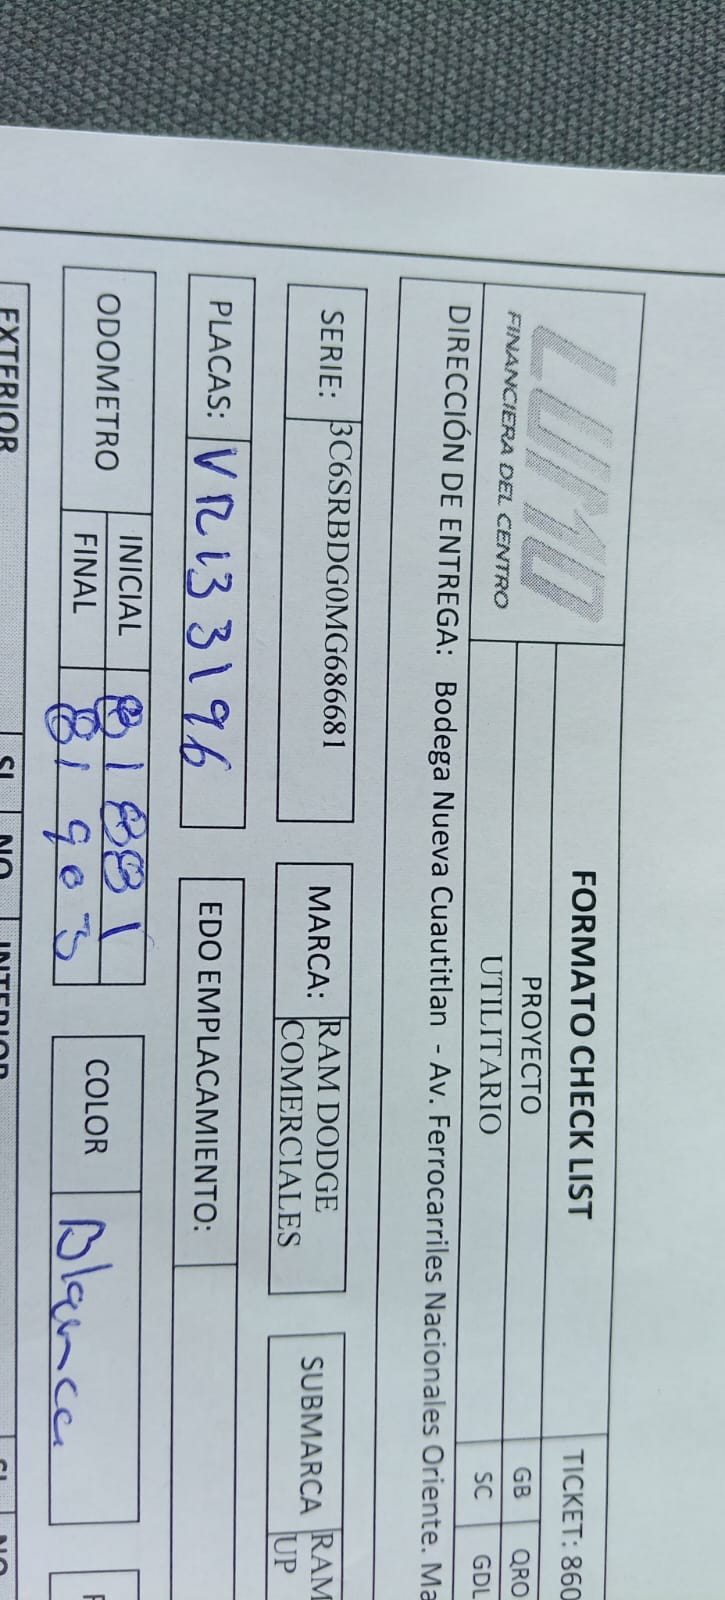 LUMO
FINANCIERA DEL CENTRO
FORMATO CHECK LIST
TICKET: 860
PROYECTO
UTILITARIO
GB QRO
SC GDL
DIRECCIÓN DE ENTREGA: Bodega Nueva Cuautitlan - Av. Ferrocarriles Nacionales Oriente. Ma
SERIE: 3C6SRBDG0MG686681
MARCA: RAM DODGE
COMERCIALES
SUBMARCA RAM
UP
PLACAS:
EDO EMPLACAMIENTO:
ODOMETRO
INICIAL 81881
FINAL 81903
COLOR Blanca
EXTERIOR SI NO INTERIOR SI NO